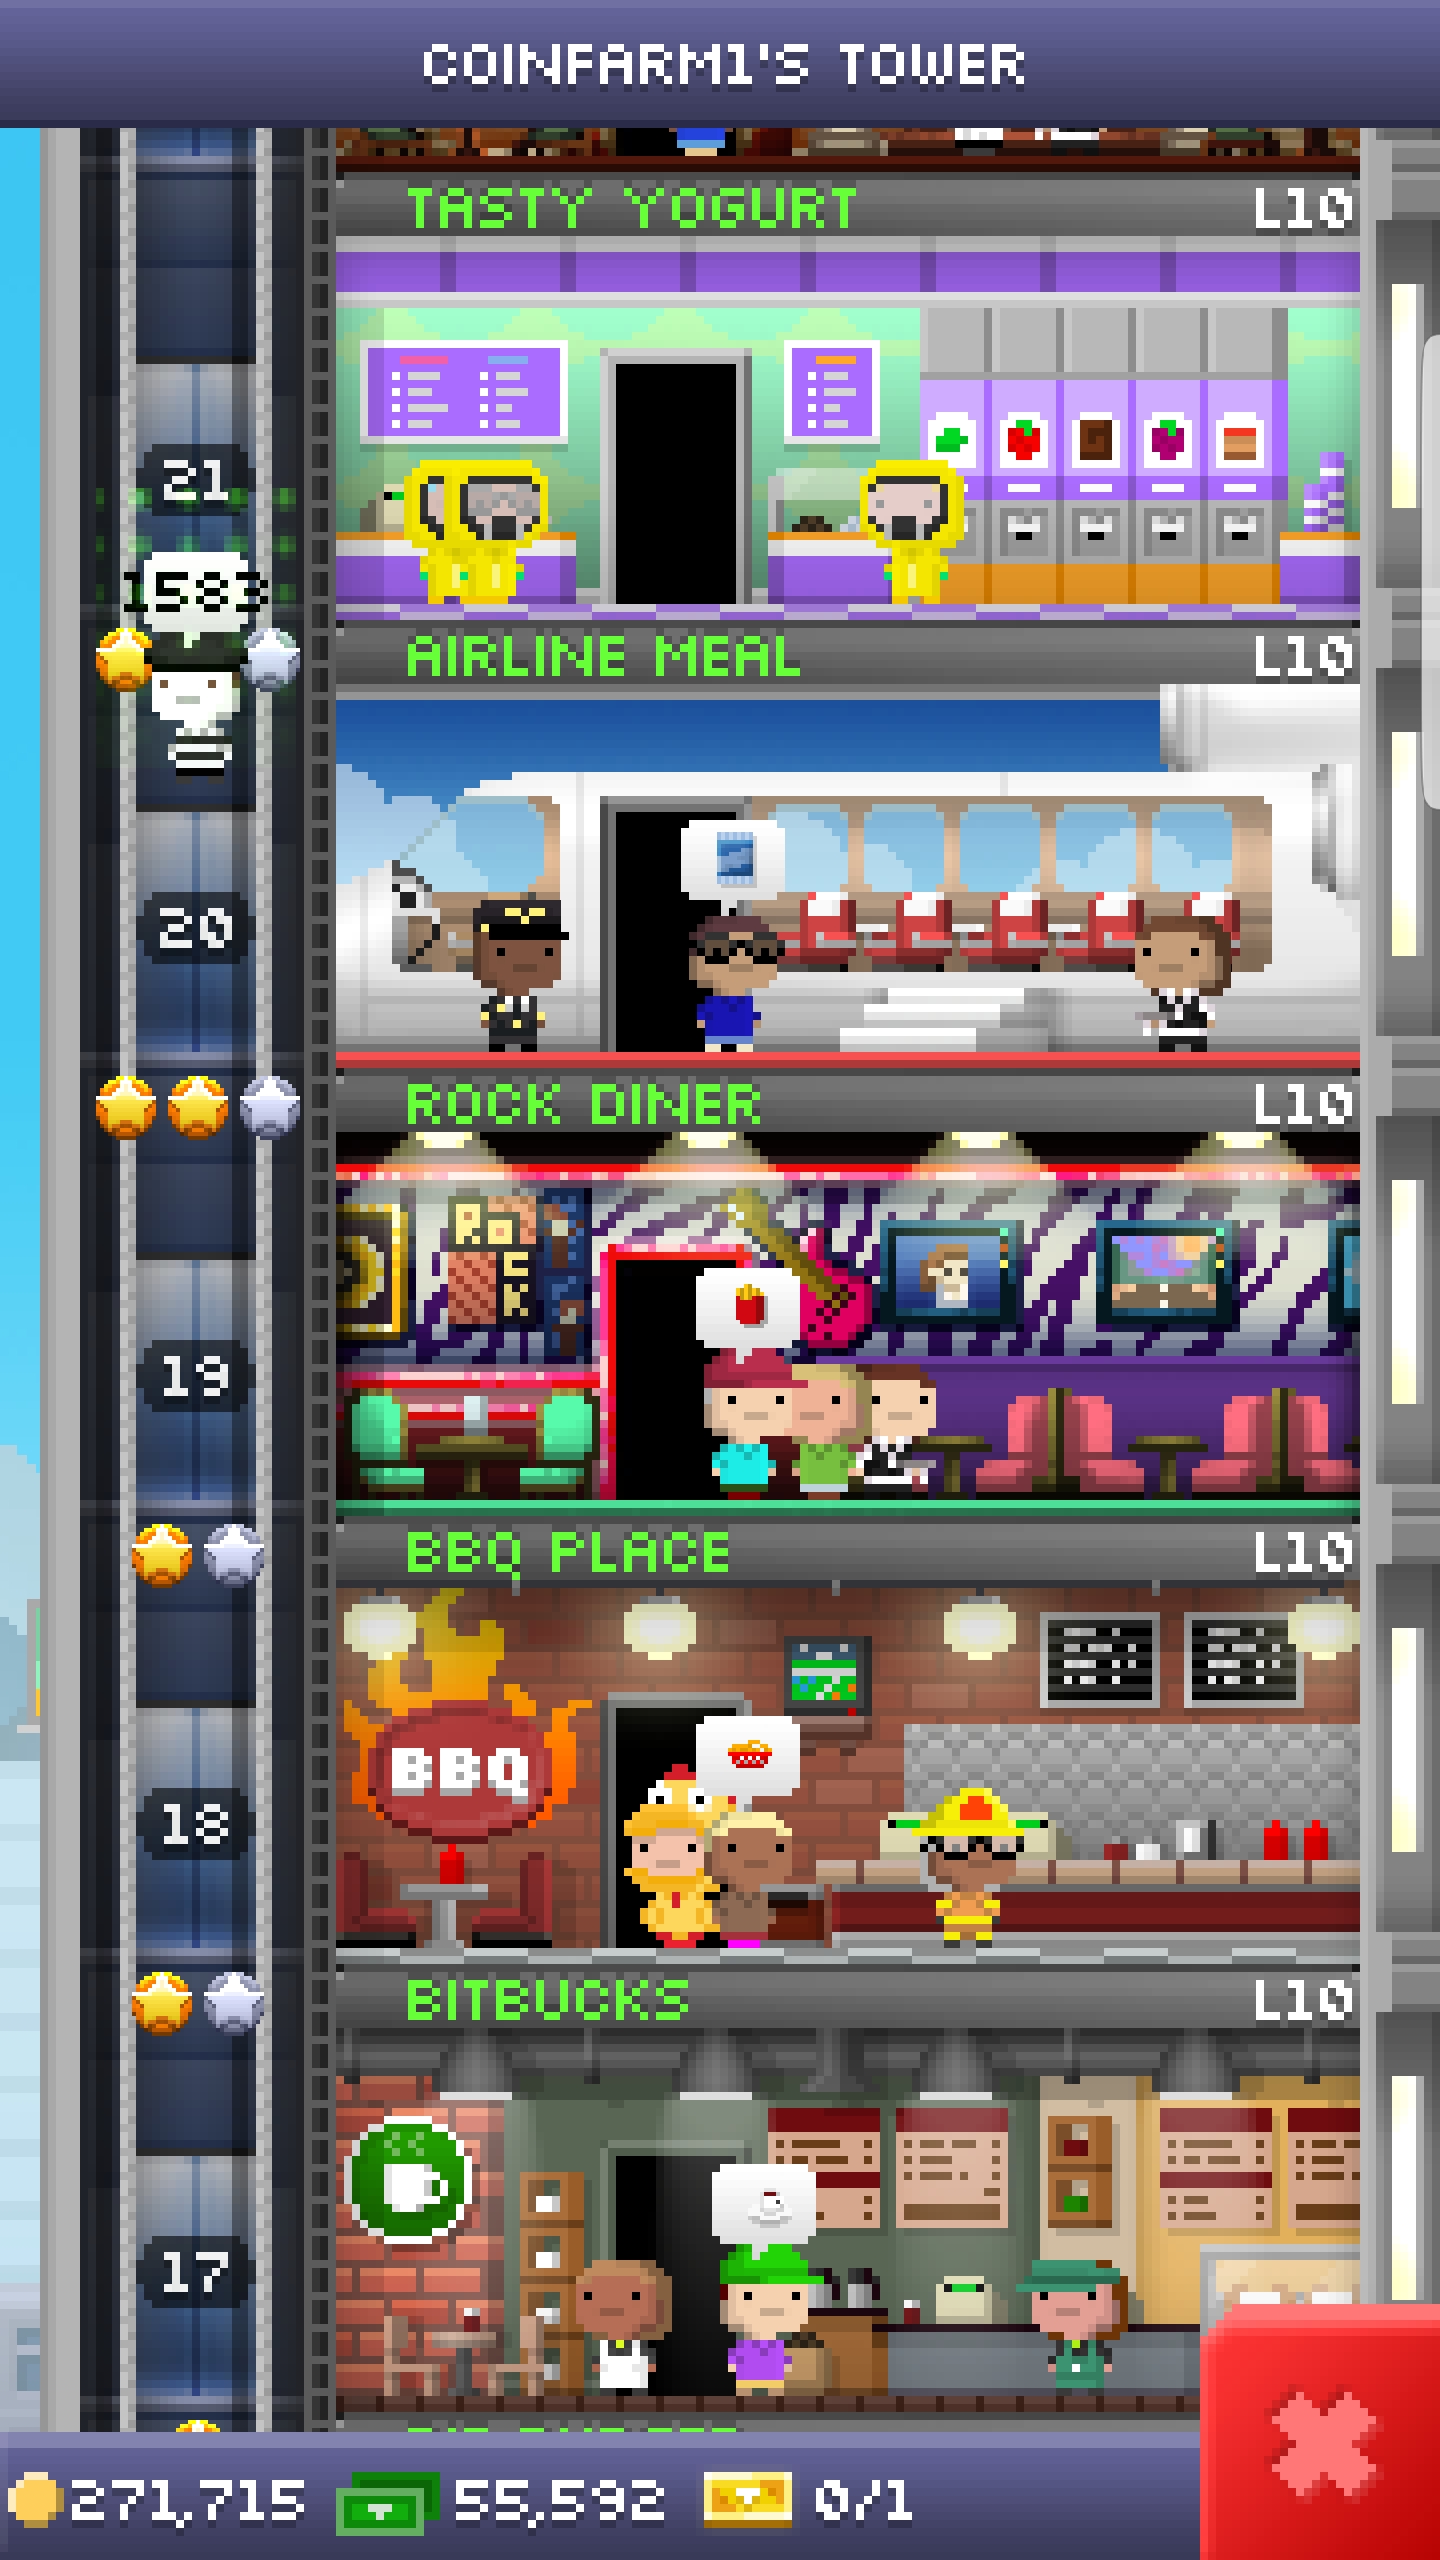 COINFARM1'S TOWER
TASTY YOGURT L10
21
1583
AIRLINE MEAL L10
20
ROCK DINER L10
ROCK
19
BBQ PLACE L10
BBQ
18
BITBUCKS L10
17
271,715 55,592 0/1